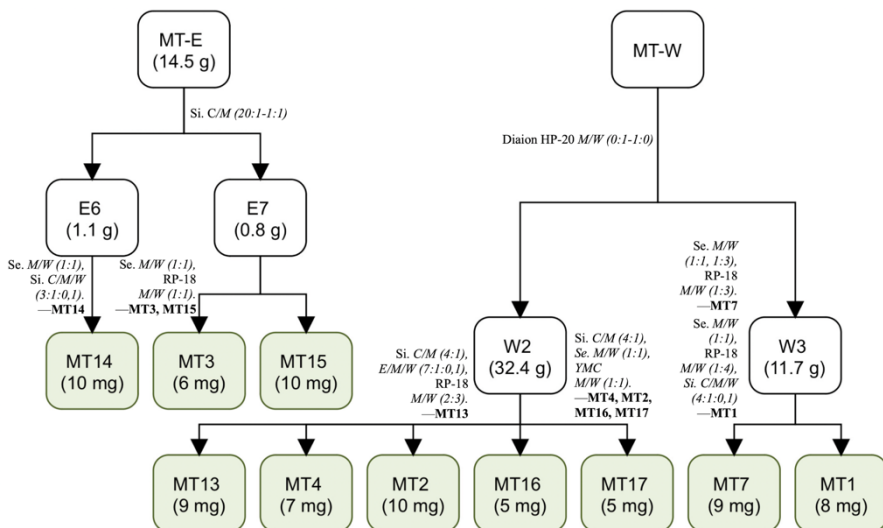 MT-E
(14.5 g)
MT-W
Si. C/M (20:1-1:1)
Diaion HP-20 M/W (0:1-1:0)
E6
(1.1 g)
E7
(0.8 g)
Se. M/W (1:1),
Si. C/M/W
(3:1:0,1).
—MT14
Se. M/W (1:1),
RP-18
M/W (1:1).
—MT3, MT15
MT14
(10 mg)
MT3
(6 mg)
MT15
(10 mg)
Si. C/M (4:1),
E/M/W (7:1:0,1),
RP-18
M/W (2:3).
—MT13
W2
(32.4 g)
Si. C/M (4:1),
Se. M/W (1:1),
YMC
M/W (1:1).
—MT4, MT2,
MT16, MT17
Se. M/W
(1:1, 1:3),
RP-18
M/W (1:3).
—MT7
Se. M/W
(1:1),
RP-18
M/W (1:4),
Si. C/M/W
(4:1:0,1)
—MT1
W3
(11.7 g)
MT13
(9 mg)
MT4
(7 mg)
MT2
(10 mg)
MT16
(5 mg)
MT17
(5 mg)
MT7
(9 mg)
MT1
(8 mg)